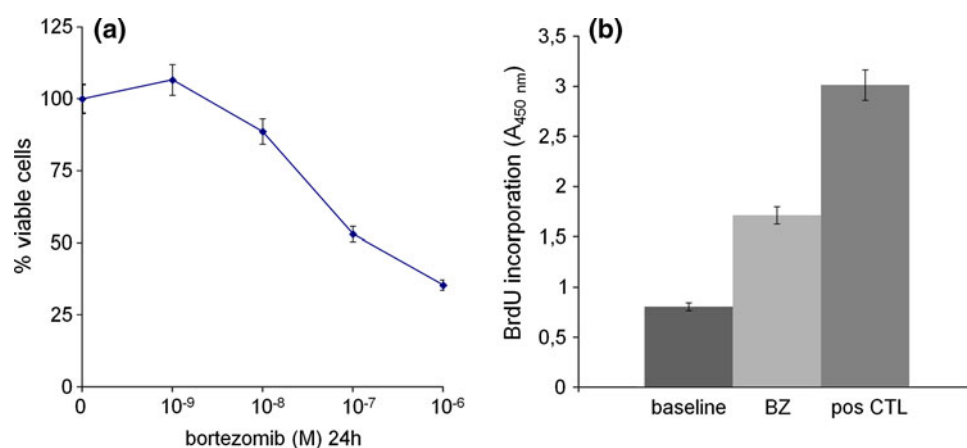 (a)
125
100
75
50
25
0
% viable cells
0 10⁻⁹ 10⁻⁸ 10⁻⁷ 10⁻⁶
bortezomib (M) 24h
(b)
3,5
3
2,5
2
1,5
1
0,5
0
BrdU incorporation (A₄₅₀ ₙₘ)
baseline BZ pos CTL